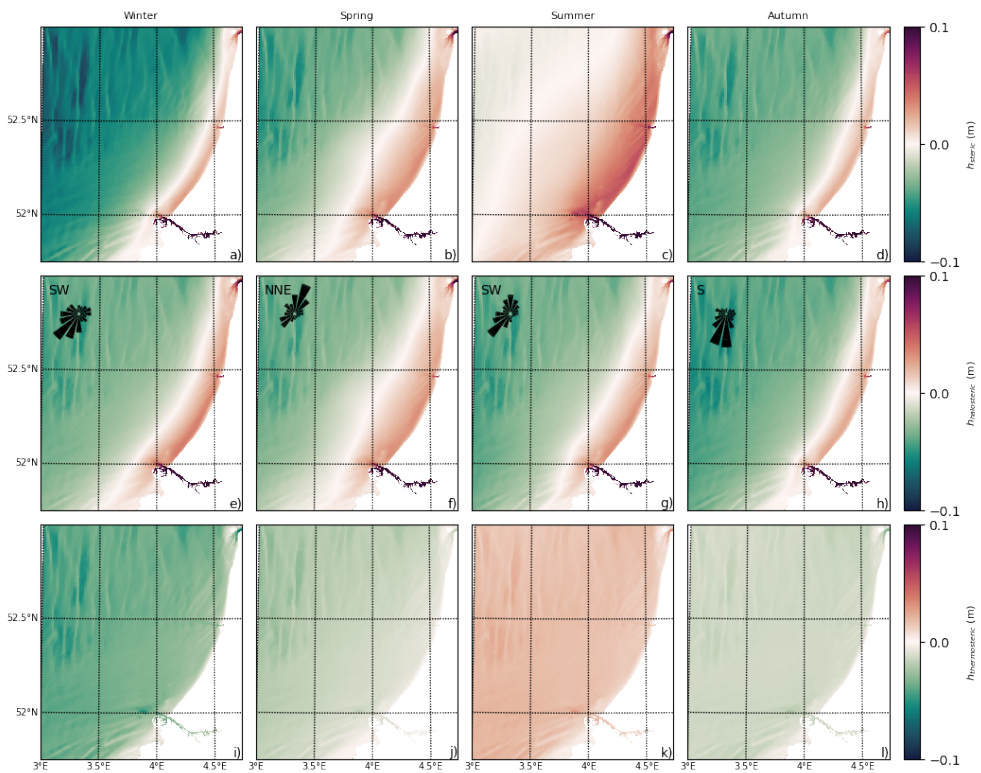 Winter Spring Summer Autumn
0.1
52.5°N
0.0
h_steric (m)
52°N
a) b) c) d)
−0.1
SW NNE SW S
0.1
52.5°N
0.0
h_halosteric (m)
52°N
e) f) g) h)
−0.1
0.1
52.5°N
0.0
h_thermosteric (m)
52°N
i) j) k) l)
−0.1
3°E 3.5°E 4°E 4.5°E 3°E 3.5°E 4°E 4.5°E 3°E 3.5°E 4°E 4.5°E 3°E 3.5°E 4°E 4.5°E